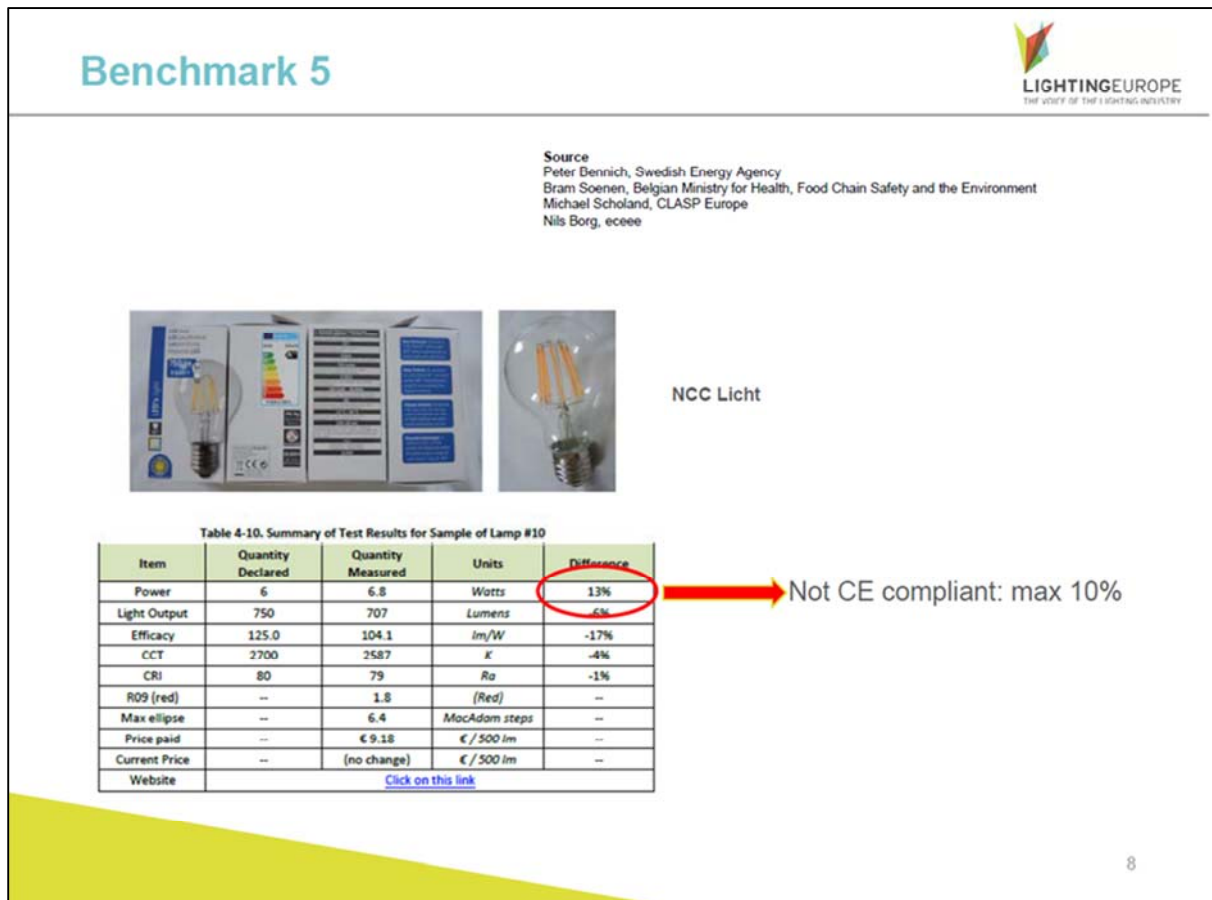 Benchmark 5
LIGHTINGEUROPE
THE VOICE OF THE LIGHTING INDUSTRY
Source
Peter Bennich, Swedish Energy Agency
Bram Soenen, Belgian Ministry for Health, Food Chain Safety and the Environment
Michael Scholand, CLASP Europe
Nils Borg, eceee
NCC Licht
Table 4-10. Summary of Test Results for Sample of Lamp #10
Item Quantity Declared Quantity Measured Units Difference
Power 6 6.8 Watts 13%
Light Output 750 707 Lumens -6%
Efficacy 125.0 104.1 lm/W -17%
CCT 2700 2587 K -4%
CRI 80 79 Ra -1%
R09 (red) -- 1.8 (Red) --
Max ellipse -- 6.4 MacAdam steps --
Price paid -- € 9.18 € / 500 lm --
Current Price -- (no change) € / 500 lm --
Website Click on this link
Not CE compliant: max 10%
8